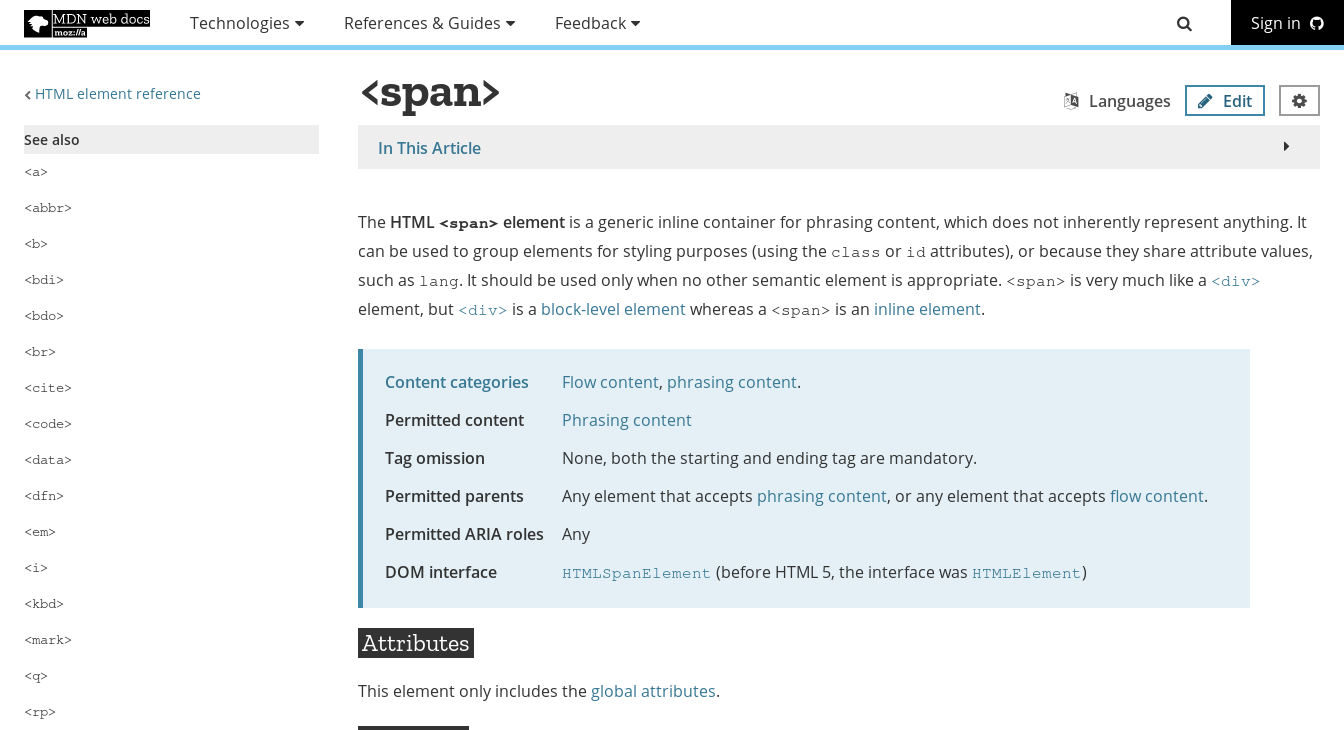 MDN web docs
moz://a
Technologies
References & Guides
Feedback
Sign in
HTML element reference
See also
<a>
<abbr>
<b>
<bdi>
<bdo>
<br>
<cite>
<code>
<data>
<dfn>
<em>
<i>
<kbd>
<mark>
<q>
<rp>
<span>
Languages
Edit
In This Article
The HTML <span> element is a generic inline container for phrasing content, which does not inherently represent anything. It
can be used to group elements for styling purposes (using the class or id attributes), or because they share attribute values,
such as lang. It should be used only when no other semantic element is appropriate. <span> is very much like a <div>
element, but <div> is a block-level element whereas a <span> is an inline element.
Content categories Flow content, phrasing content.
Permitted content Phrasing content
Tag omission None, both the starting and ending tag are mandatory.
Permitted parents Any element that accepts phrasing content, or any element that accepts flow content.
Permitted ARIA roles Any
DOM interface HTMLSpanElement (before HTML 5, the interface was HTMLElement)
Attributes
This element only includes the global attributes.